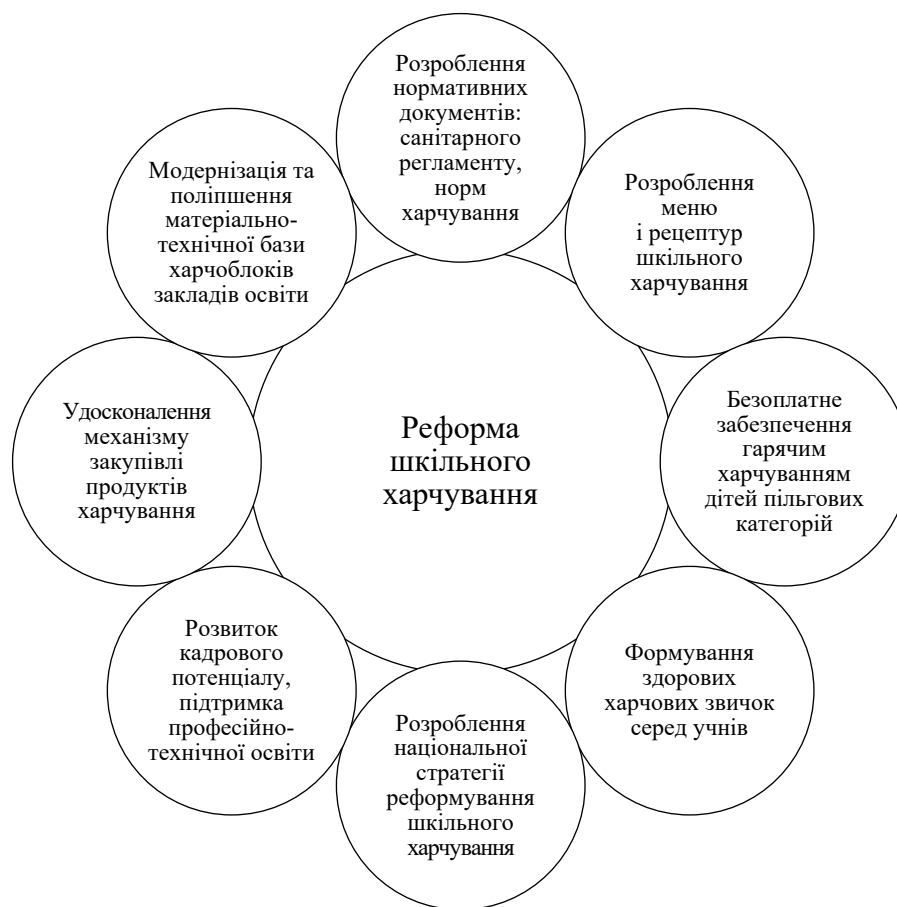 Розроблення
нормативних
документів:
санітарного
регламенту,
норм
харчування
Розроблення
меню
і рецептур
шкільного
харчування
Безоплатне
забезпечення
гарячим
харчуванням
дітей пільгових
категорій
Формування
здорових
харчових звичок
серед учнів
Розроблення
національної
стратегії
реформування
шкільного
харчування
Розвиток
кадрового
потенціалу,
підтримка
професійно-
технічної освіти
Удосконалення
механізму
закупівлі
продуктів
харчування
Модернізація та
поліпшення
матеріально-
технічної бази
харчоблоків
закладів освіти
Реформа
шкільного
харчування